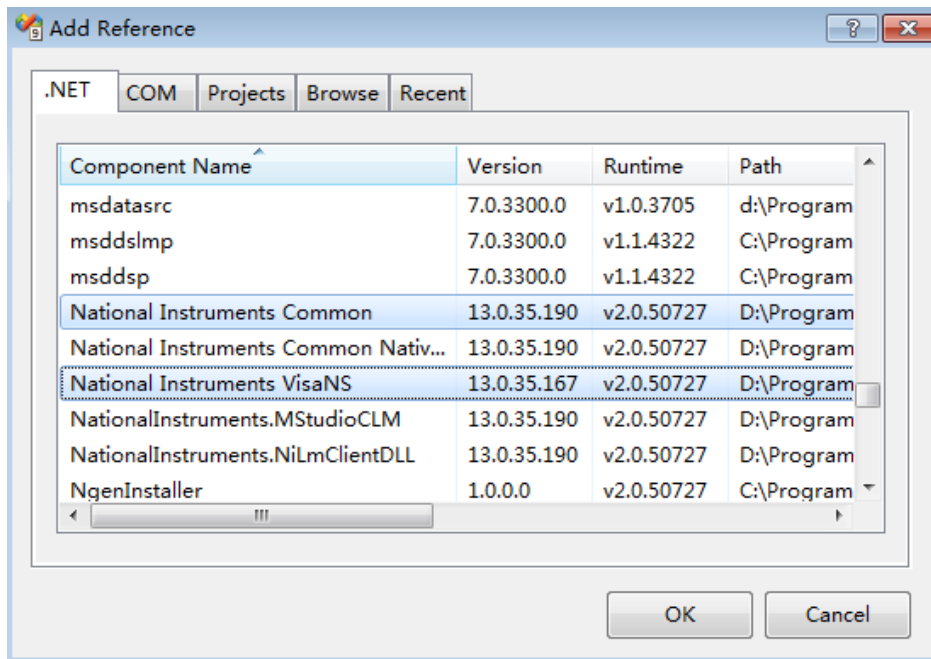 Add Reference
.NET COM Projects Browse Recent
Component Name Version Runtime Path
msdatasrc 7.0.3300.0 v1.0.3705 d:\Program
msddslmp 7.0.3300.0 v1.1.4322 C:\Program
msddsp 7.0.3300.0 v1.1.4322 C:\Program
National Instruments Common 13.0.35.190 v2.0.50727 D:\Program
National Instruments Common Nativ... 13.0.35.190 v2.0.50727 D:\Program
National Instruments VisaNS 13.0.35.167 v2.0.50727 D:\Program
NationalInstruments.MStudioCLM 13.0.35.190 v2.0.50727 D:\Program
NationalInstruments.NiLmClientDLL 13.0.35.190 v2.0.50727 D:\Program
NgenInstaller 1.0.0.0 v2.0.50727 C:\Program
OK Cancel